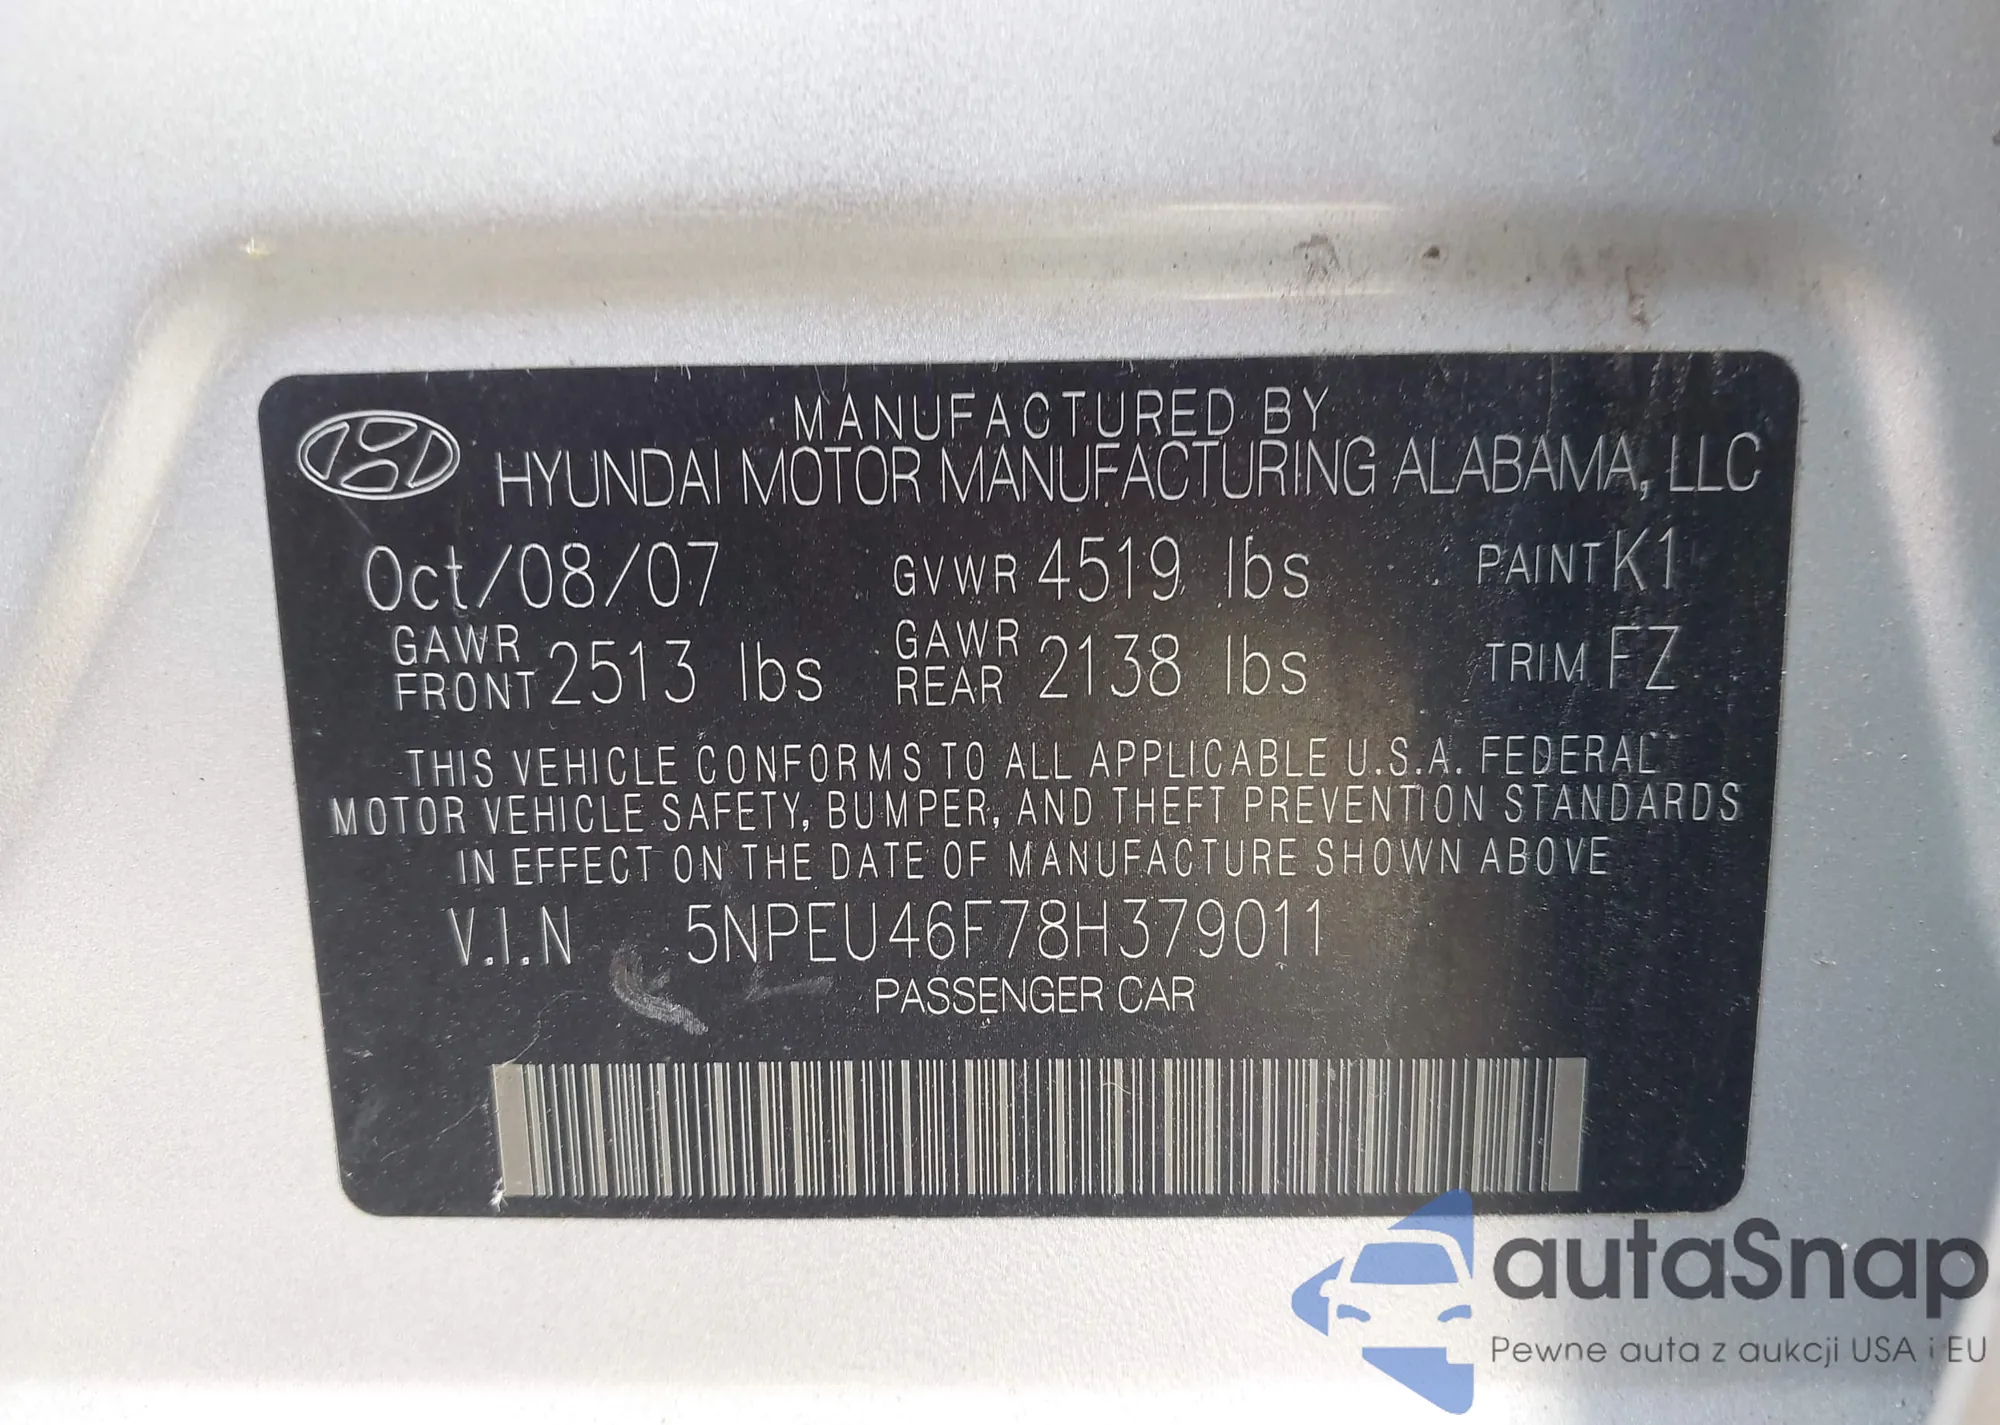 MANUFACTURED BY
HYUNDAI MOTOR MANUFACTURING ALABAMA, LLC
Oct/08/07 GVWR 4519 lbs PAINT K1
GAWR FRONT 2513 lbs GAWR REAR 2138 lbs TRIM FZ
THIS VEHICLE CONFORMS TO ALL APPLICABLE U.S.A. FEDERAL
MOTOR VEHICLE SAFETY, BUMPER, AND THEFT PREVENTION STANDARDS
IN EFFECT ON THE DATE OF MANUFACTURE SHOWN ABOVE
V.I.N 5NPEU46F78H379011
PASSENGER CAR
autaSnap
Pewne auta z aukcji USA i EU